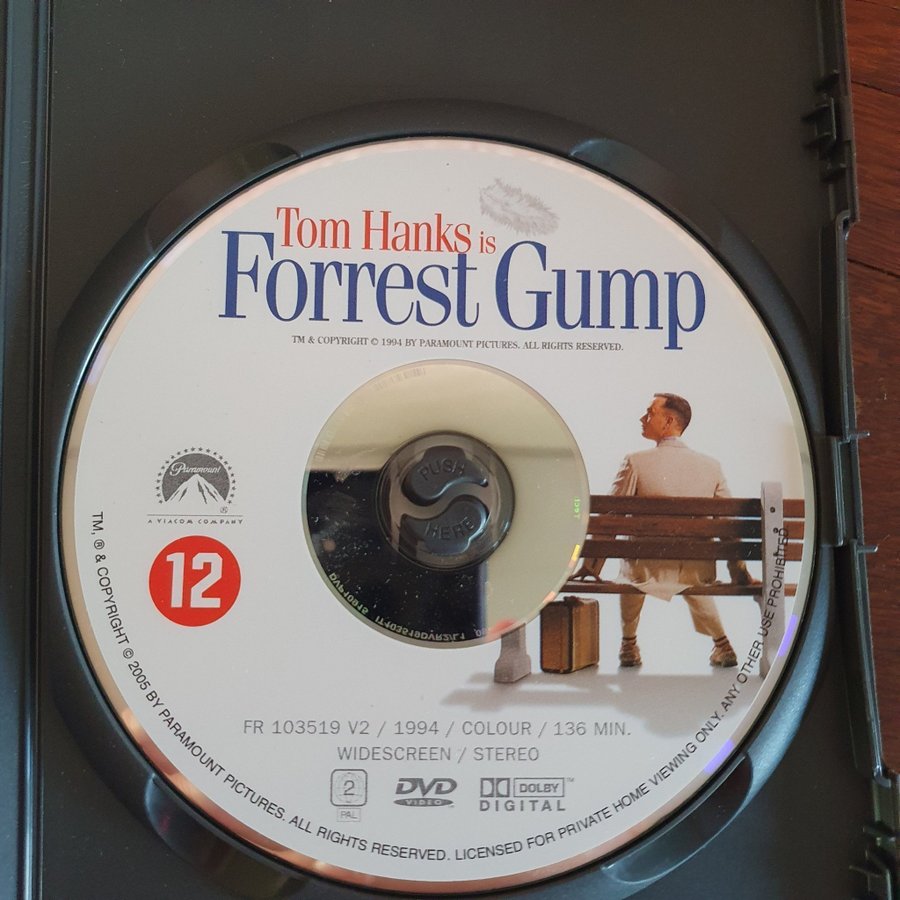 Tom Hanks is
Forrest Gump
TM & COPYRIGHT © 1994 BY PARAMOUNT PICTURES. ALL RIGHTS RESERVED.
Paramount
®
A VIACOM COMPANY
12
PUSH
HERE
FR 103519 V2 / 1994 / COLOUR / 136 MIN.
WIDESCREEN / STEREO
2
PAL
DVD
VIDEO
DOLBY™
DIGITAL
TM, ® & COPYRIGHT © 2005 BY PARAMOUNT PICTURES. ALL RIGHTS RESERVED. LICENSED FOR PRIVATE HOME VIEWING ONLY. ANY OTHER USE PROHIBITED.